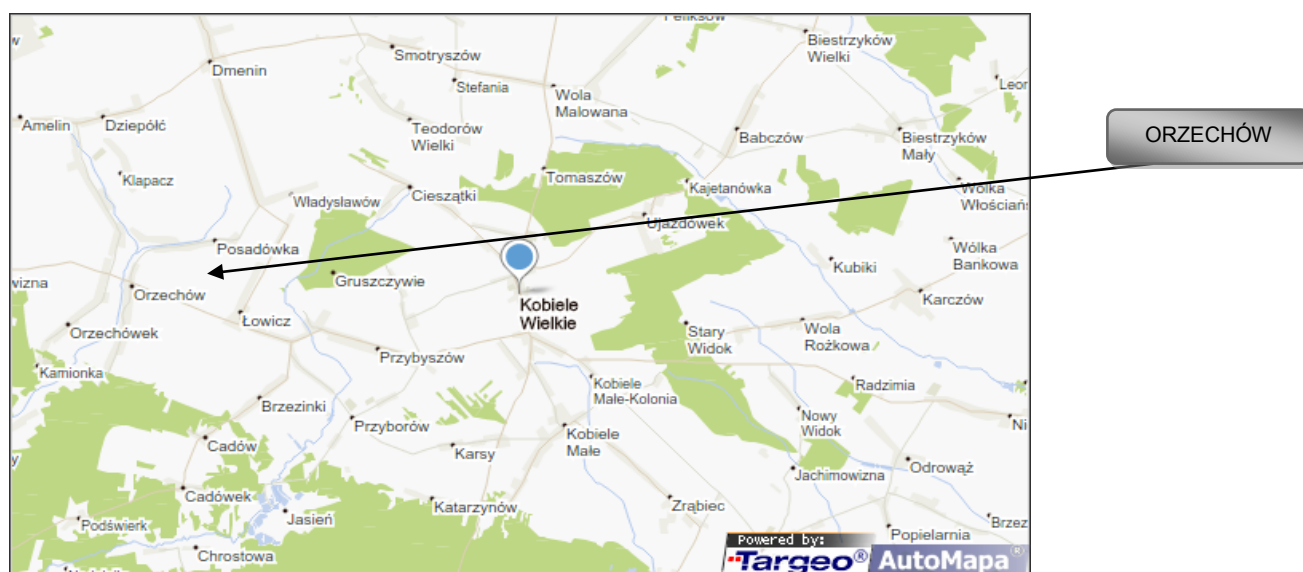 Smotryszów
Biestrzyków
Wielki
Dmenin
Stefania
Wola
Malowana
Amelin
Dziepółć
Teodorów
Wielki
Babczów
Biestrzyków
Mały
ORZECHÓW
Klapacz
Tomaszów
Kajetanówka
Wólka
Władysławów
Cieszątki
Ujazdówek
Posadówka
Wólka
Bankowa
Kubiki
Gruszczywie
Orzechów
Karczów
Kobiele
Wielkie
Łowicz
Orzechówek
Stary
Widok
Wola
Rożkowa
Przybyszów
Kamionka
Kobiele
Małe-Kolonia
Radzimia
Brzezinki
Nowy
Widok
Przyborów
Kobiele
Małe
Cadów
Karsy
Jachimowizna
Odrowąż
Cadówek
Katarzynów
Zrąbiec
Podświerk
Jasień
Popielarnia
Chrostowa
Powered by:
Targeo® AutoMapa®